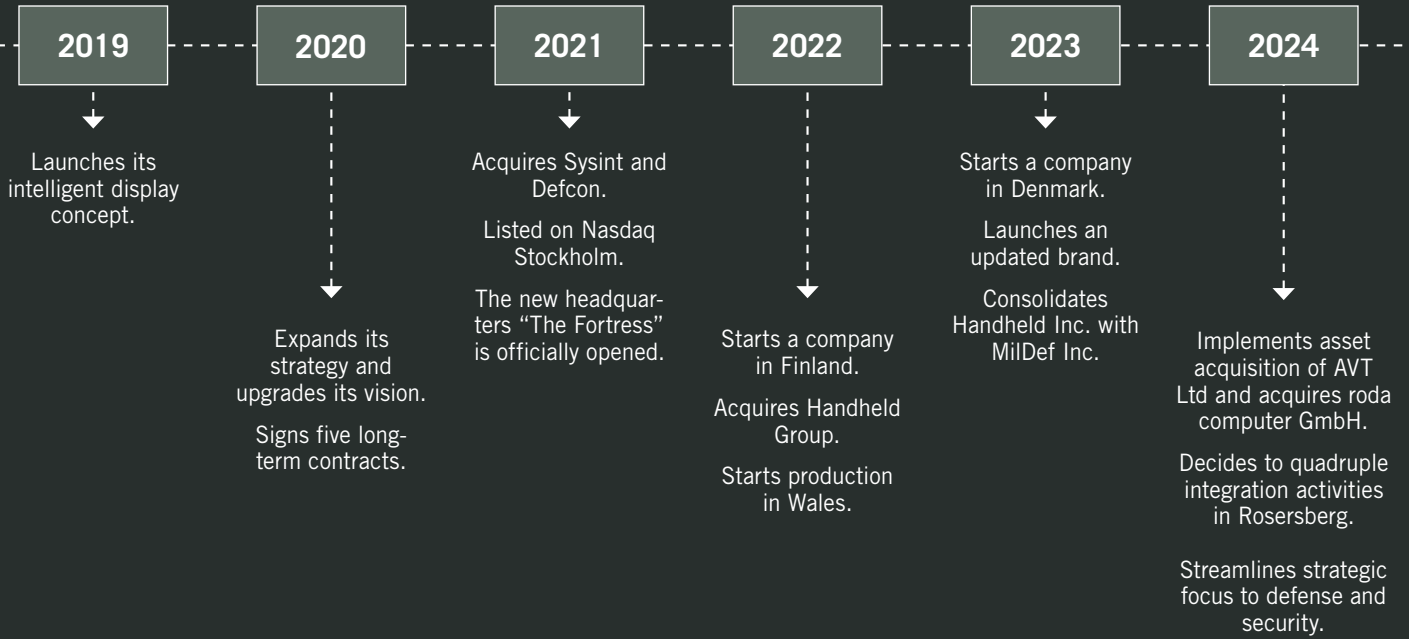 2019
Launches its
intelligent display
concept.
2020
Expands its
strategy and
upgrades its vision.
Signs five long-
term contracts.
2021
Acquires Sysint and
Defcon.
Listed on Nasdaq
Stockholm.
The new headquar-
ters “The Fortress”
is officially opened.
2022
Starts a company
in Finland.
Acquires Handheld
Group.
Starts production
in Wales.
2023
Starts a company
in Denmark.
Launches an
updated brand.
Consolidates
Handheld Inc. with
MilDef Inc.
2024
Implements asset
acquisition of AVT
Ltd and acquires roda
computer GmbH.
Decides to quadruple
integration activities
in Rosersberg.
Streamlines strategic
focus to defense and
security.